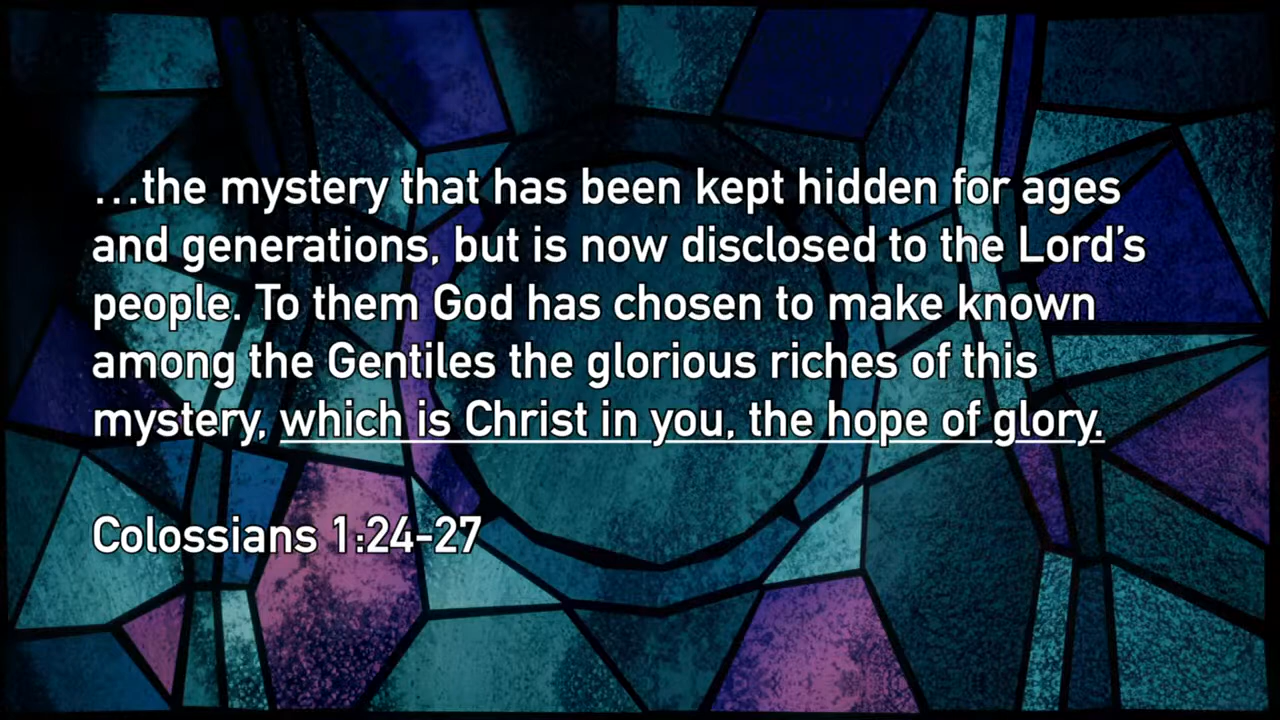 …the mystery that has been kept hidden for ages
and generations, but is now disclosed to the Lord’s
people. To them God has chosen to make known
among the Gentiles the glorious riches of this
mystery, which is Christ in you, the hope of glory.
Colossians 1:24-27